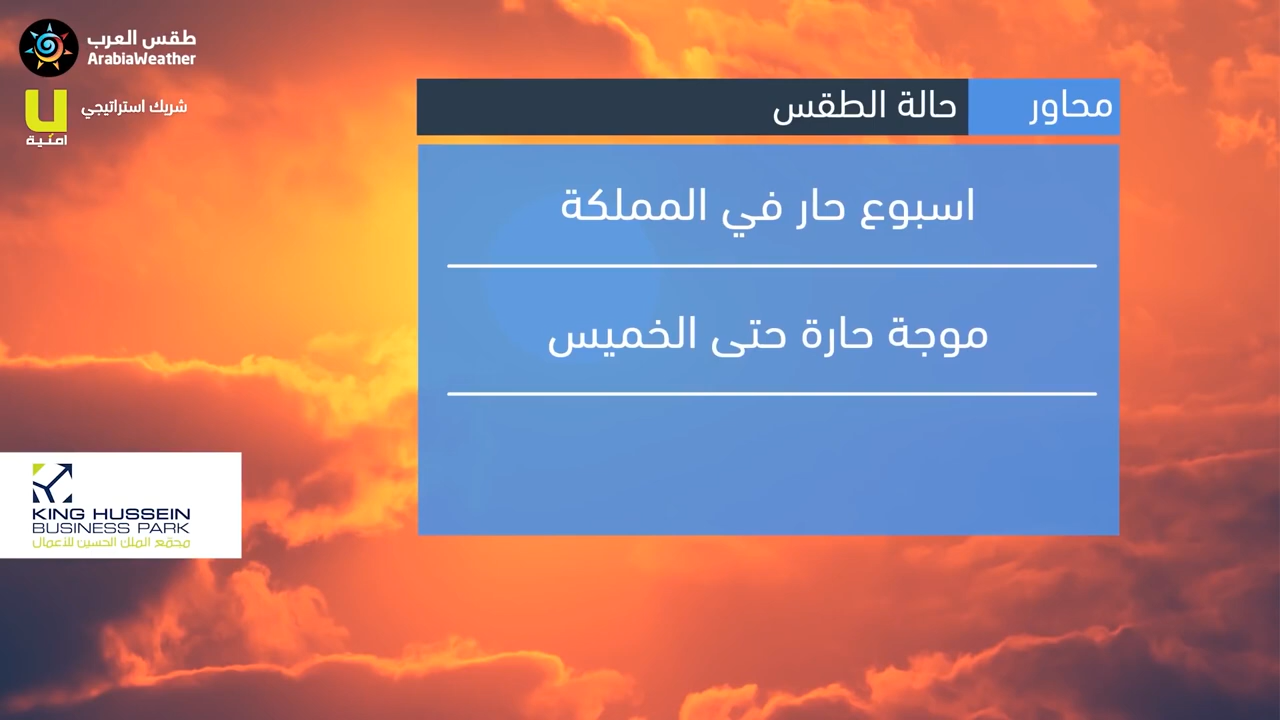 طقس العرب
ArabiaWeather
شريك استراتيجي
امنية
محاور
حالة الطقس
اسبوع حار في المملكة
موجة حارة حتى الخميس
KING HUSSEIN
BUSINESS PARK
مجمّع الملك الحسين للأعمال